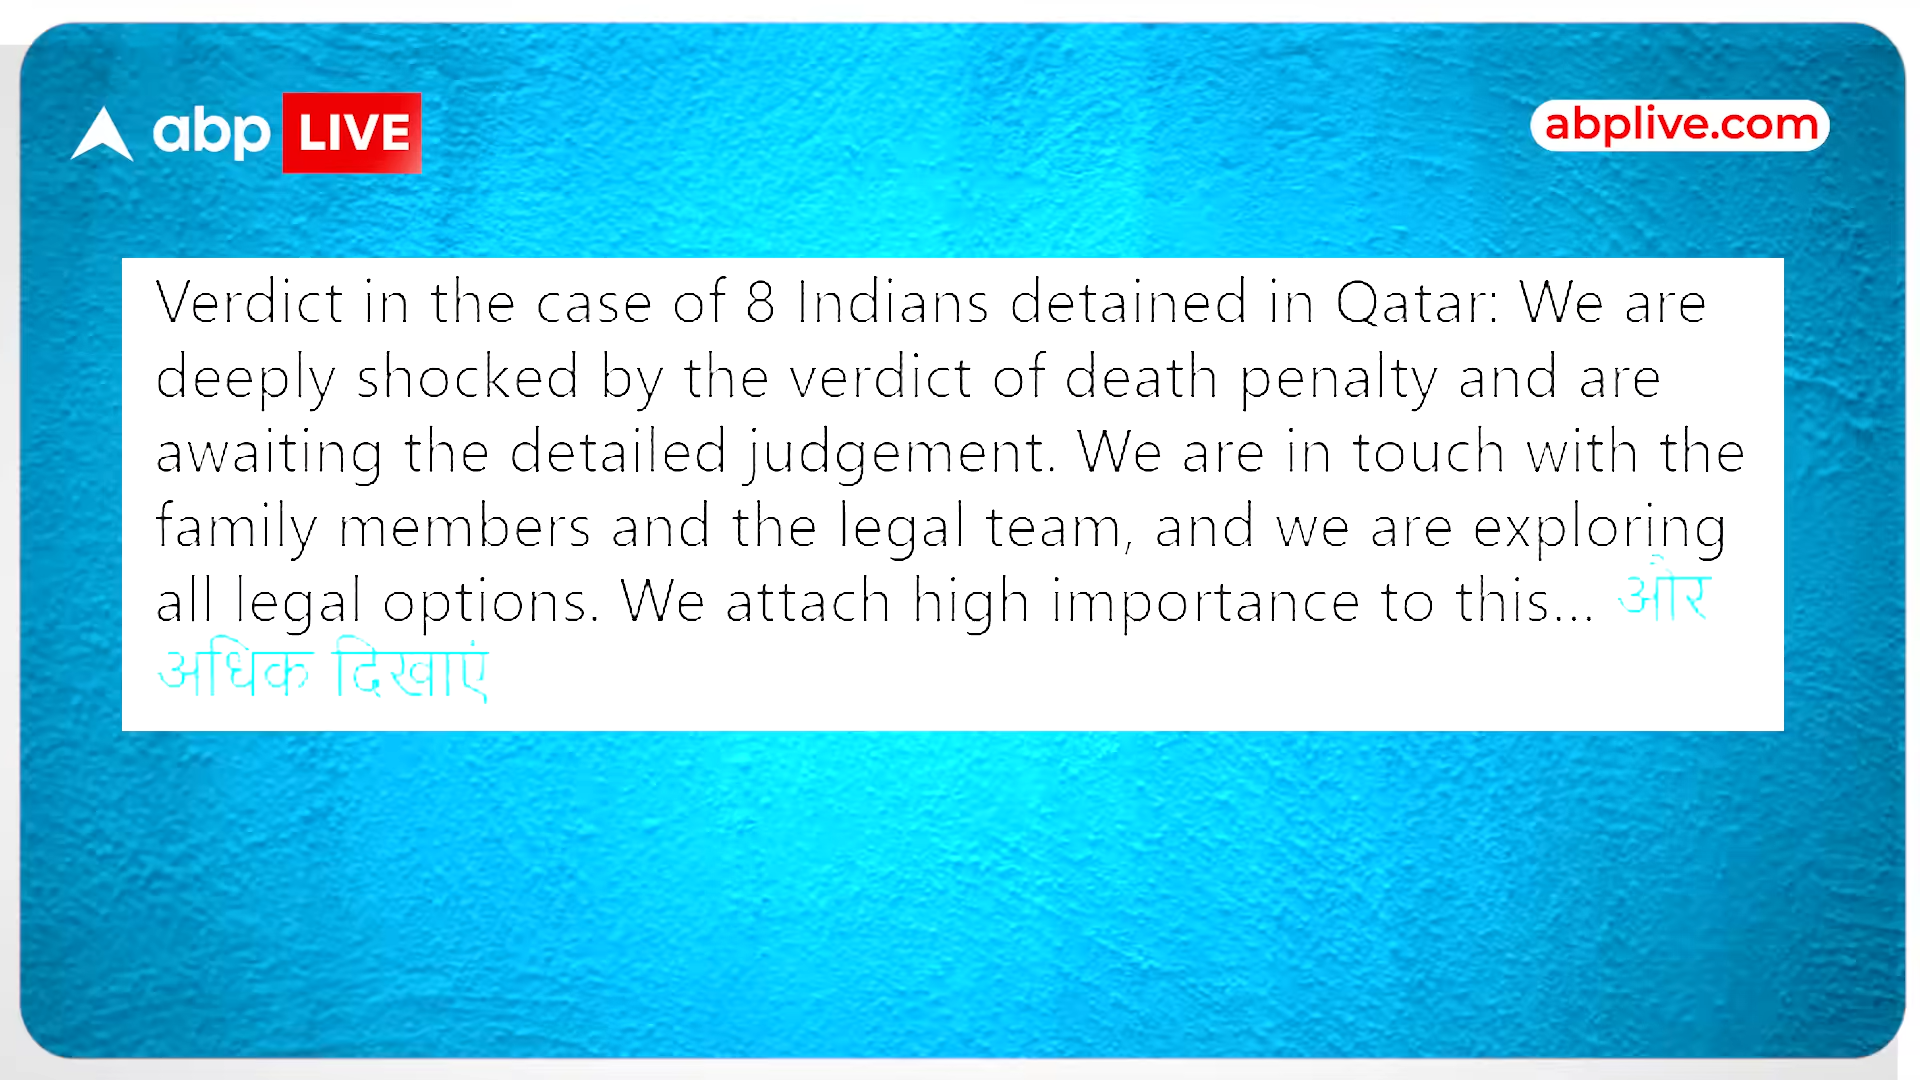 abp LIVE
abplive.com
Verdict in the case of 8 Indians detained in Qatar: We are
deeply shocked by the verdict of death penalty and are
awaiting the detailed judgement. We are in touch with the
family members and the legal team, and we are exploring
all legal options. We attach high importance to this... और
अधिक दिखाएं